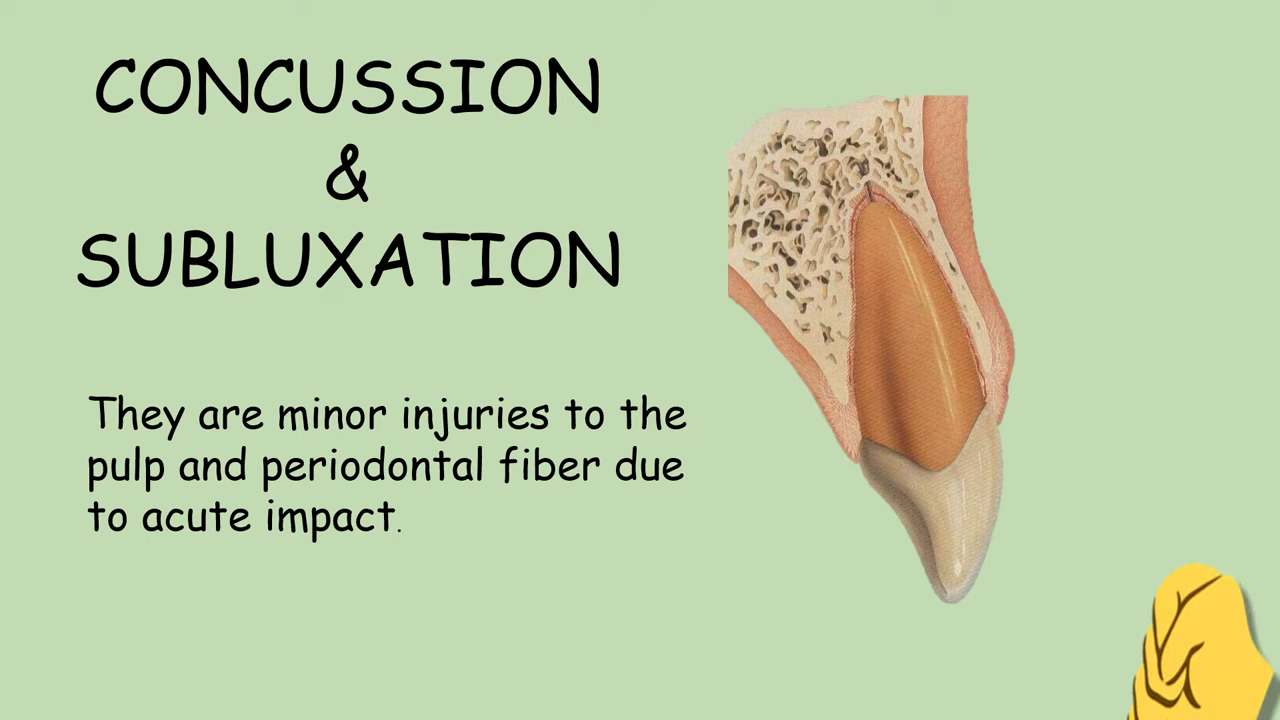 CONCUSSION
&
SUBLUXATION
They are minor injuries to the
pulp and periodontal fiber due
to acute impact.